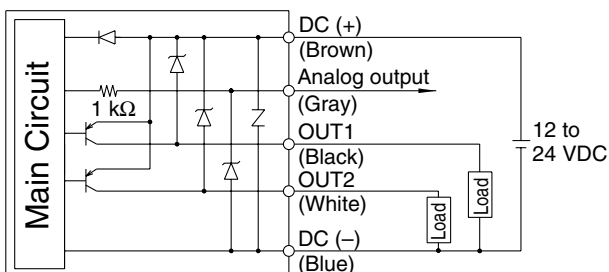 Main Circuit
1 kΩ
DC (+)
(Brown)
Analog output
(Gray)
OUT1
(Black)
OUT2
(White)
DC (–)
(Blue)
Load
Load
12 to
24 VDC